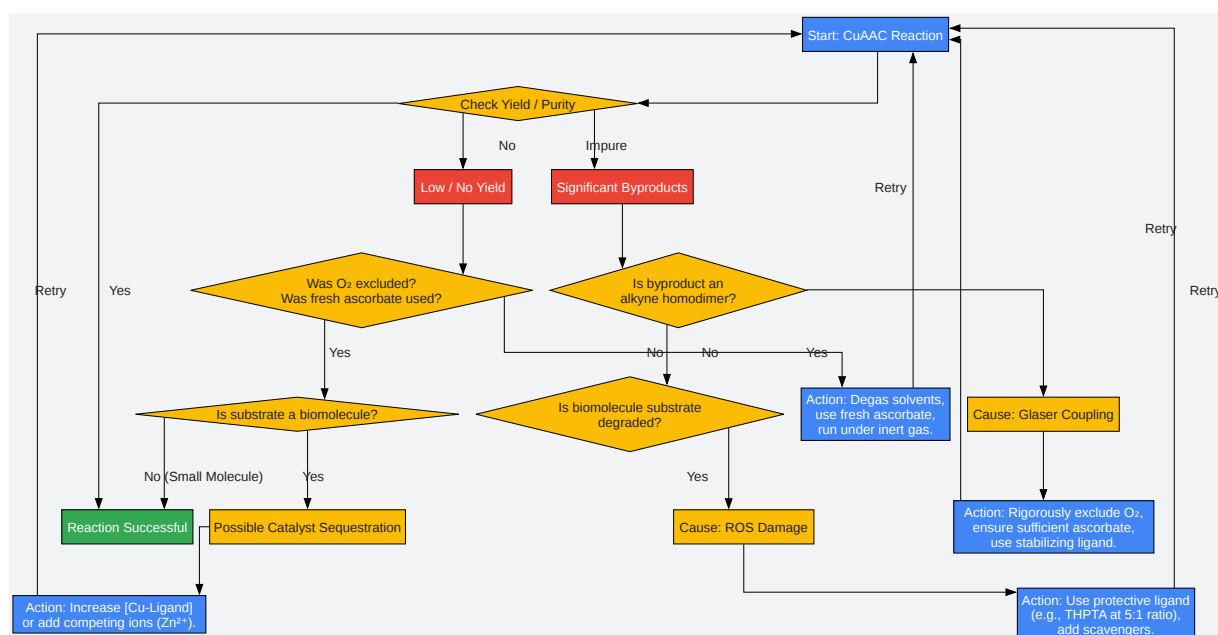 Start: CuAAC Reaction
Check Yield / Purity
No
Impure
Low / No Yield
Significant Byproducts
Retry
Retry
Was O₂ excluded?
Was fresh ascorbate used?
Is byproduct an
alkyne homodimer?
Retry
Yes
Retry
Yes
No
No
Yes
Is substrate a biomolecule?
Is biomolecule substrate
degraded?
Action: Degas solvents,
use fresh ascorbate,
run under inert gas.
Cause: Glaser Coupling
No (Small Molecule)
Yes
Yes
Reaction Successful
Possible Catalyst Sequestration
Cause: ROS Damage
Action: Rigorously exclude O₂,
ensure sufficient ascorbate,
use stabilizing ligand.
Action: Increase [Cu-Ligand]
or add competing ions (Zn²⁺).
Action: Use protective ligand
(e.g., THPTA at 5:1 ratio),
add scavengers.